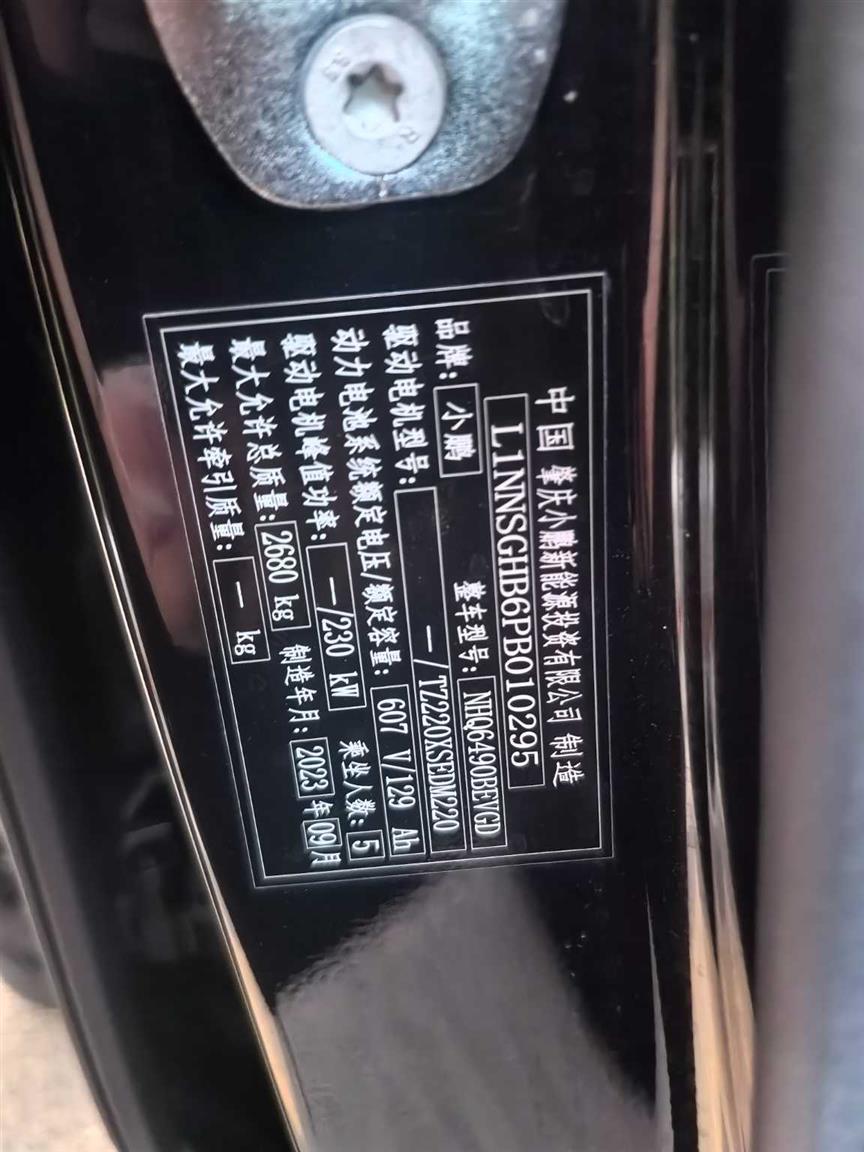 中国 肇庆小鹏新能源投资有限公司 制造
L1NNSGHB6PB010295
品牌: 小鹏 整车型号: NHQ6490BEVGD
驱动电机型号: —/TZ220XSEDM220
动力电池系统额定电压/额定容量: 607 V/129 Ah
驱动电机峰值功率: —/230 kW 乘坐人数: 5
最大允许总质量: 2680 kg 制造年月: 2023 年 09 月
最大允许牵引质量: — kg